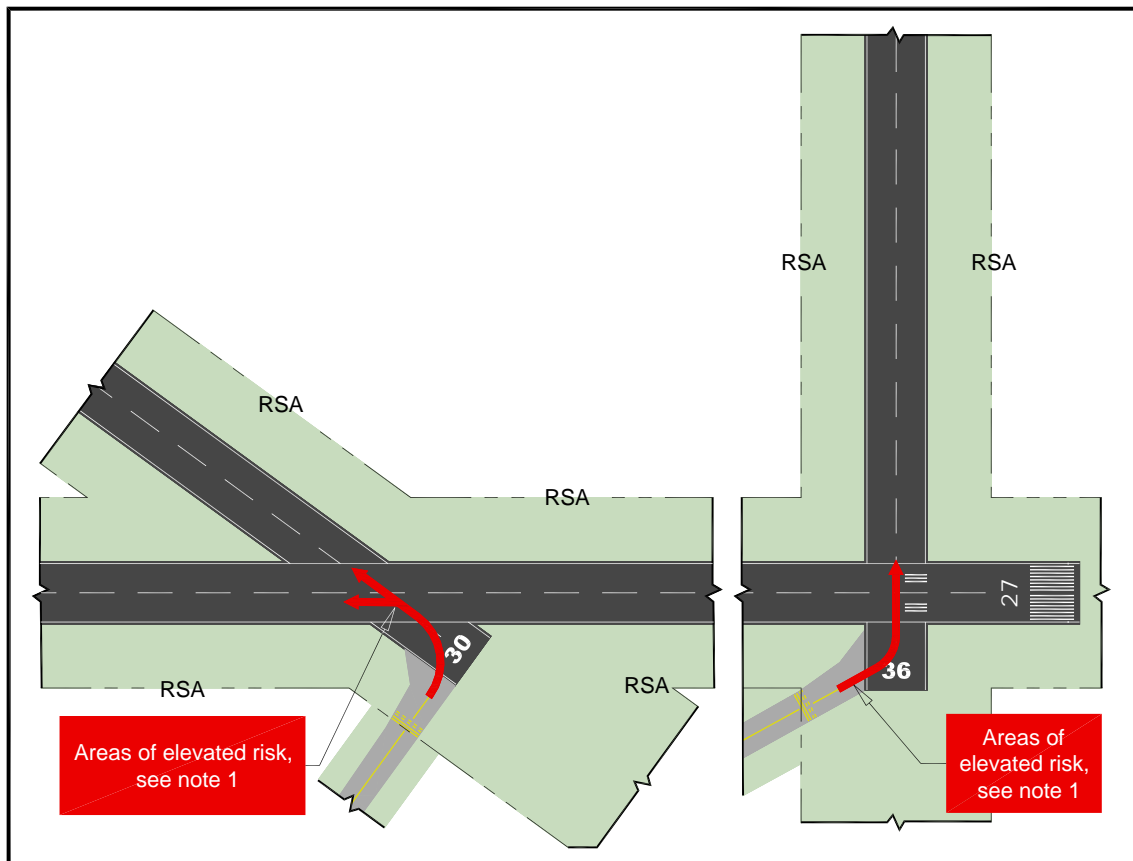 RSA
RSA
RSA
RSA
27
30
36
RSA
RSA
Areas of elevated risk,
see note 1
Areas of
elevated risk,
see note 1